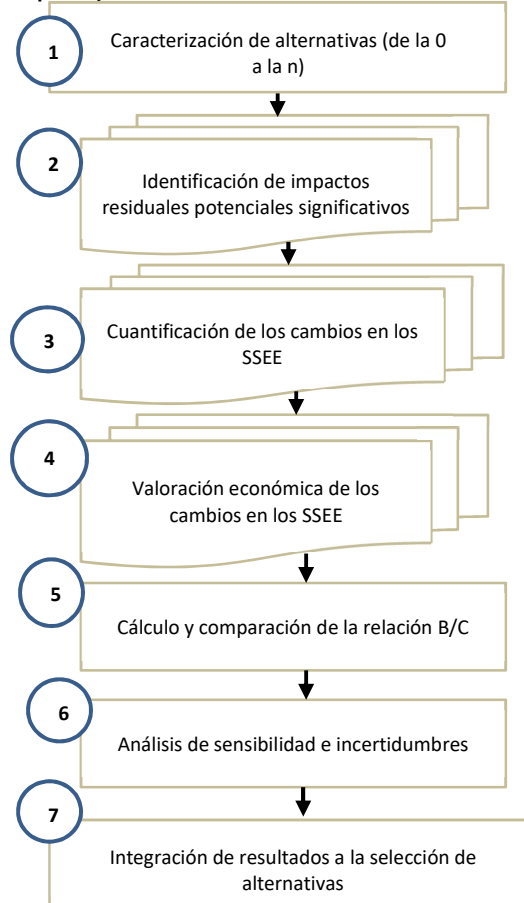 1
Caracterización de alternativas (de la 0
a la n)
2
Identificación de impactos
residuales potenciales significativos
3
Cuantificación de los cambios en los
SSEE
4
Valoración económica de los
cambios en los SSEE
5
Cálculo y comparación de la relación B/C
6
Análisis de sensibilidad e incertidumbres
7
Integración de resultados a la selección de
alternativas